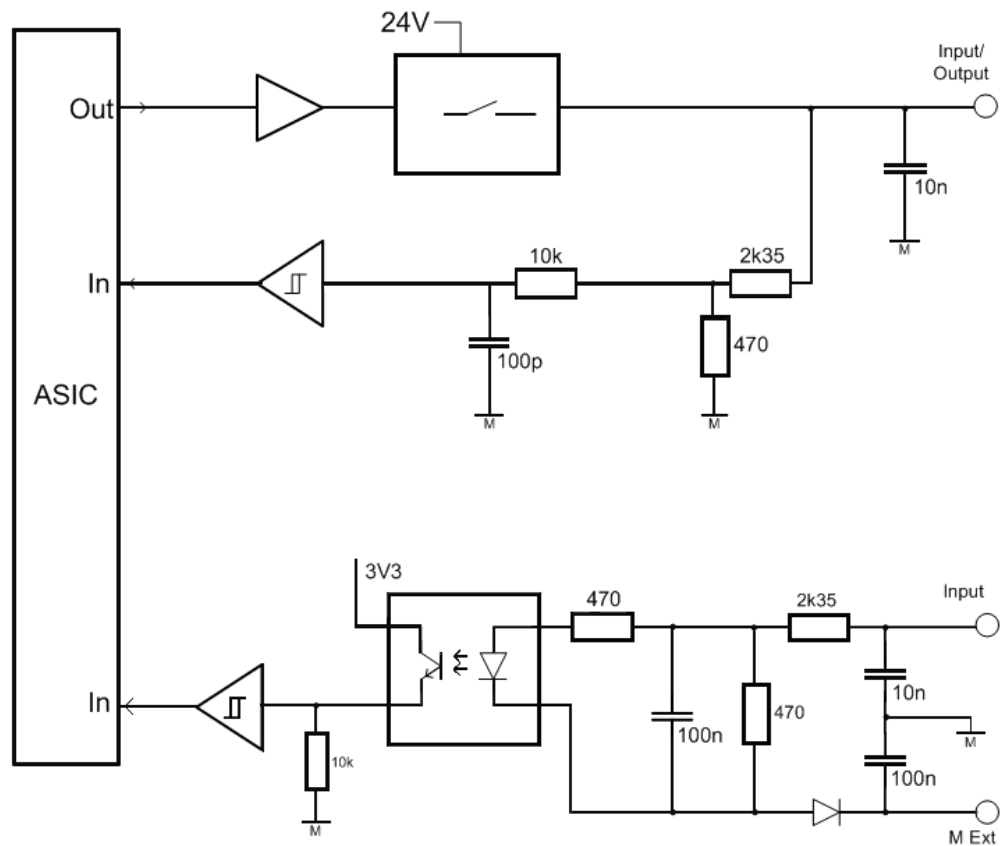 24V
Input/
Output
Out
10n
M
10k
2k35
In
100p
470
M
M
ASIC
3V3
470
2k35
Input
10n
In
470
100n
M
10k
100n
M
M Ext